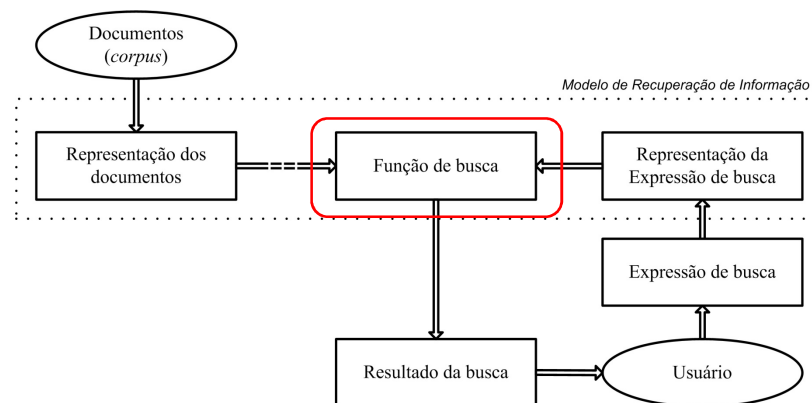 Documentos
(corpus)
Modelo de Recuperação de Informação
Representação dos
documentos
Função de busca
Representação da
Expressão de busca
Expressão de busca
Resultado da busca
Usuário